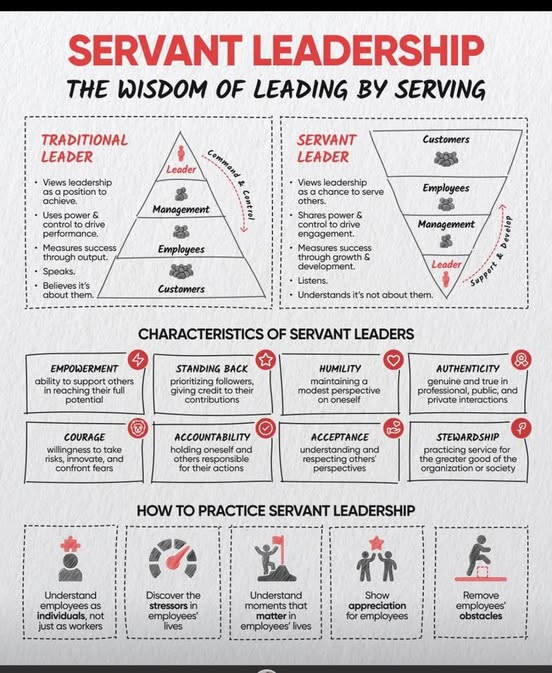 SERVANT LEADERSHIP
THE WISDOM OF LEADING BY SERVING
TRADITIONAL
LEADER
• Views leadership
as a position to
achieve.
• Uses power &
control to drive
performance.
• Measures success
through output.
• Speaks.
• Believes it's
about them.
Leader
Management
Employees
Customers
Command & Control
SERVANT
LEADER
• Views leadership
as a chance to serve
others.
• Shares power &
control to drive
engagement.
• Measures success
through growth &
development.
• Listens.
• Understands it's not about them.
Customers
Employees
Management
Leader
Support & Develop
CHARACTERISTICS OF SERVANT LEADERS
EMPOWERMENT
ability to support others
in reaching their full
potential
STANDING BACK
prioritizing followers,
giving credit to their
contributions
HUMILITY
maintaining a
modest perspective
on oneself
AUTHENTICITY
genuine and true in
professional, public, and
private interactions
COURAGE
willingness to take
risks, innovate, and
confront fears
ACCOUNTABILITY
holding oneself and
others responsible
for their actions
ACCEPTANCE
understanding and
respecting others'
perspectives
STEWARDSHIP
practicing service for
the greater good of the
organization or society
HOW TO PRACTICE SERVANT LEADERSHIP
Understand
employees as
individuals, not
just as workers
Discover the
stressors in
employees'
lives
Understand
moments that
matter in
employees' lives
Show
appreciation
for employees
Remove
employees'
obstacles